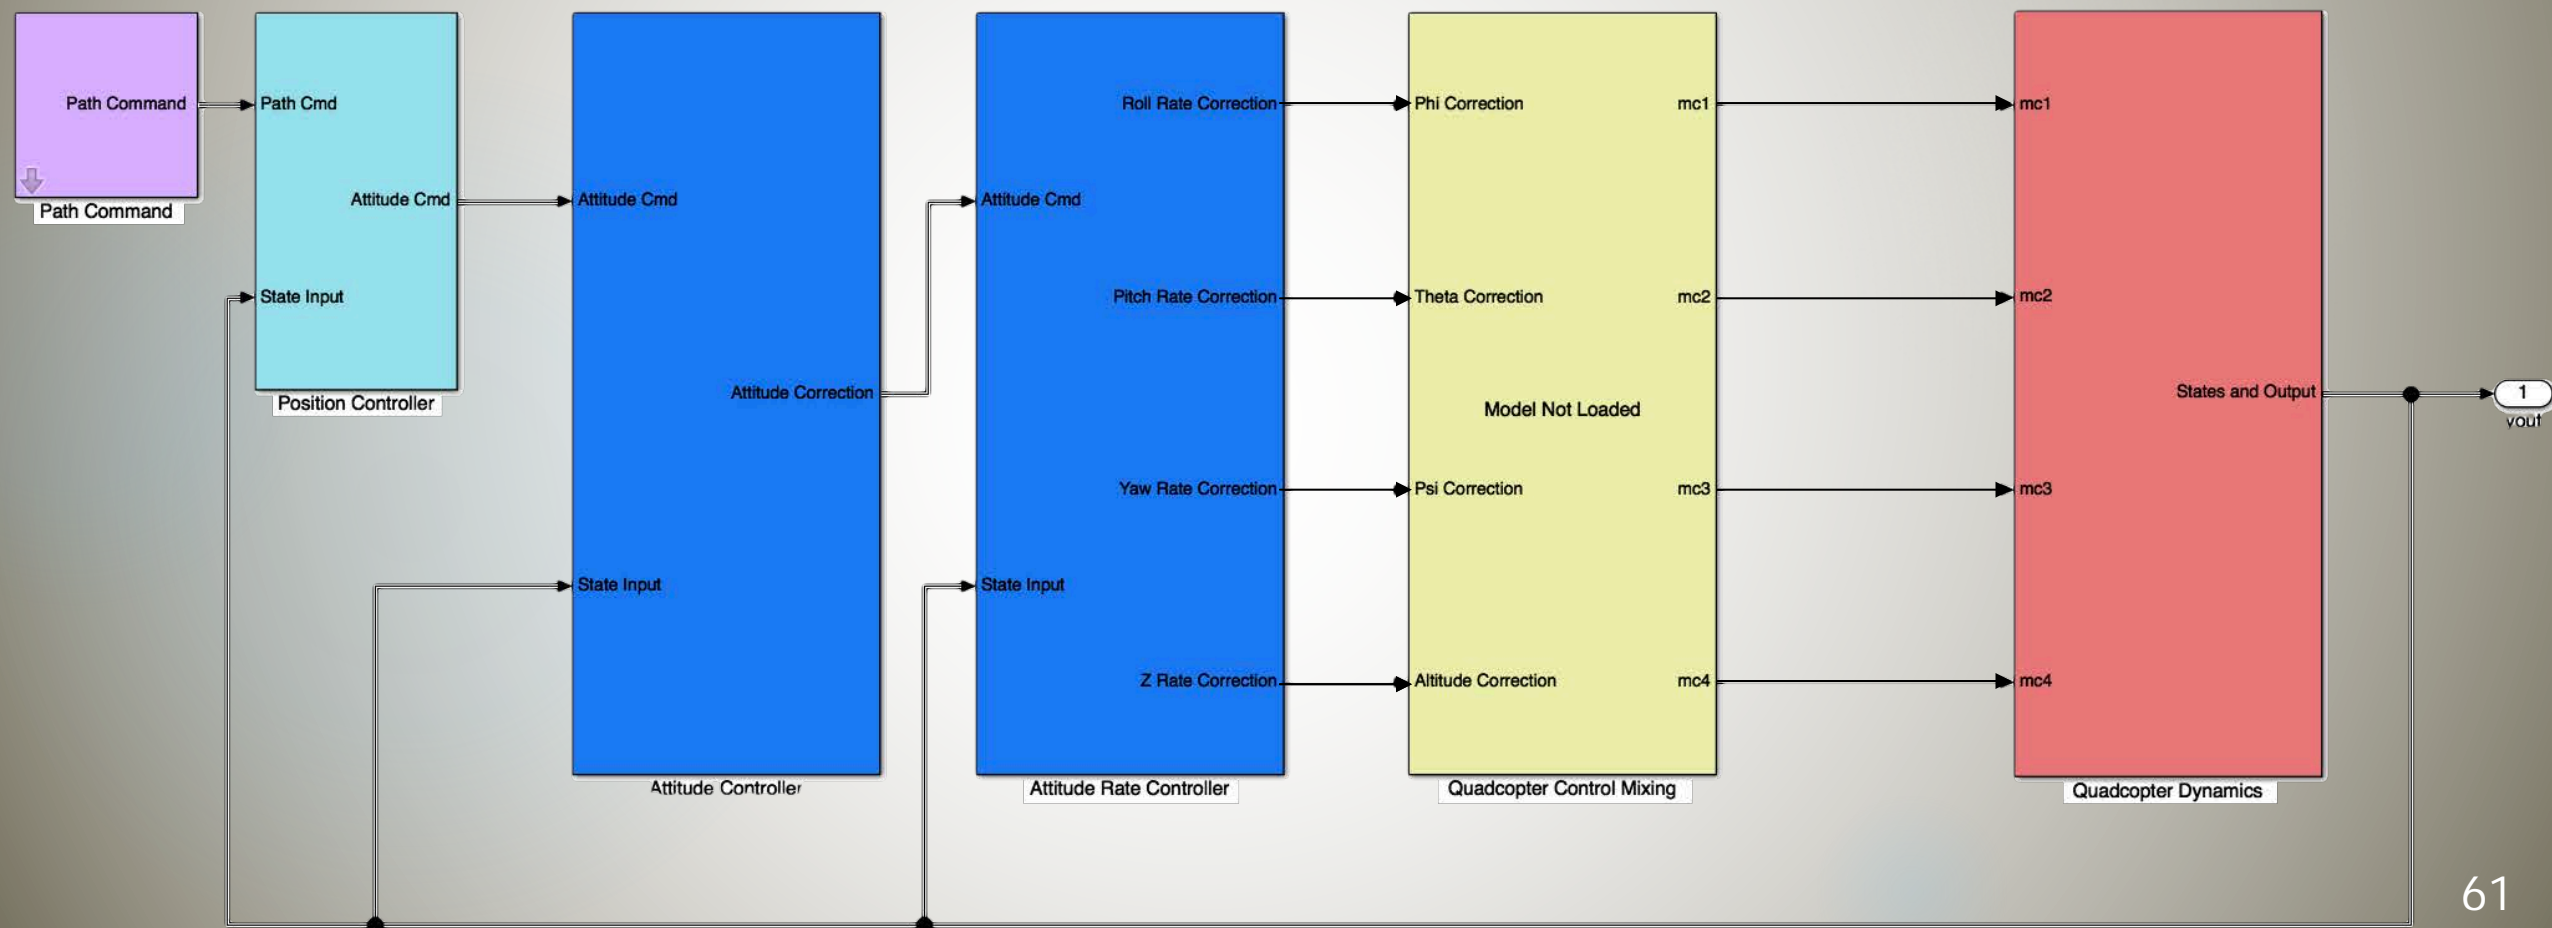 Path Command
Path Command
Path Cmd
Attitude Cmd
State Input
Position Controller
Attitude Cmd
Attitude Correction
State Input
Attitude Controller
Attitude Cmd
State Input
Roll Rate Correction
Pitch Rate Correction
Yaw Rate Correction
Z Rate Correction
Attitude Rate Controller
Phi Correction
Theta Correction
Psi Correction
Altitude Correction
Model Not Loaded
mc1
mc2
mc3
mc4
Quadcopter Control Mixing
mc1
mc2
mc3
mc4
States and Output
Quadcopter Dynamics
1
yout
61